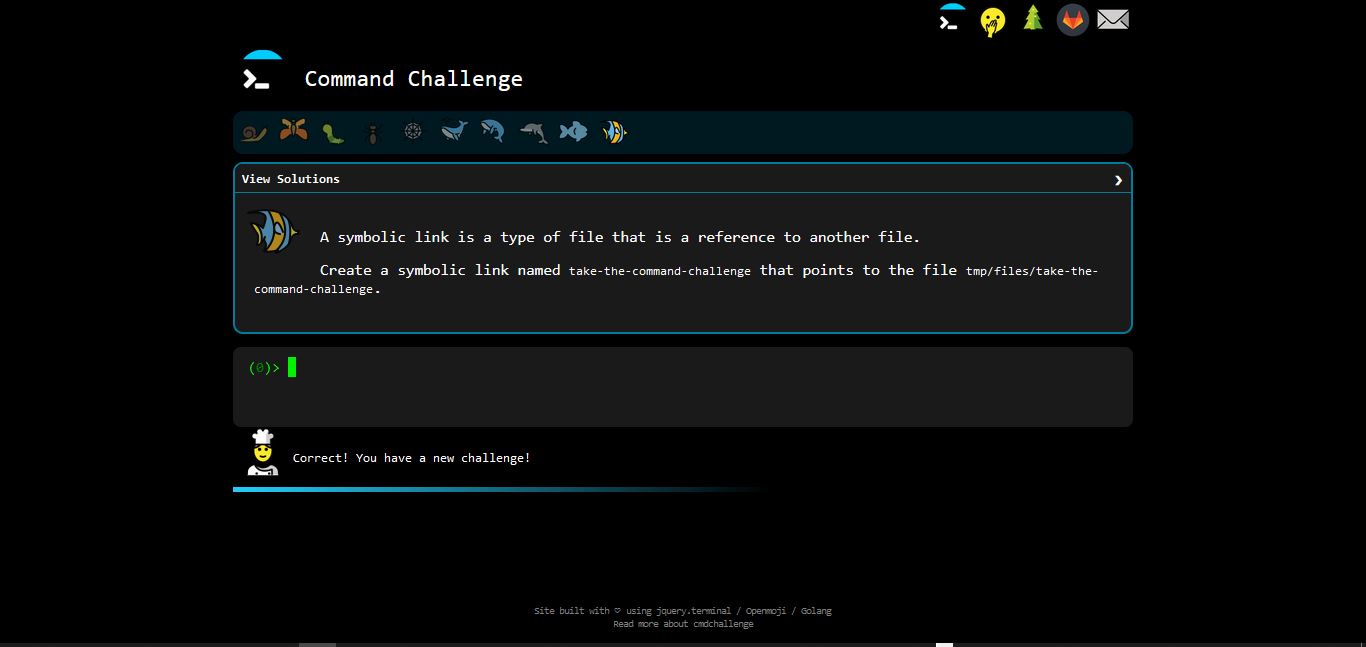 Command Challenge
View Solutions
A symbolic link is a type of file that is a reference to another file.
Create a symbolic link named take-the-command-challenge that points to the file tmp/files/take-the-
command-challenge.
(0)>
Correct! You have a new challenge!
Site built with ♡ using jquery.terminal / Openmoji / Golang
Read more about cmdchallenge